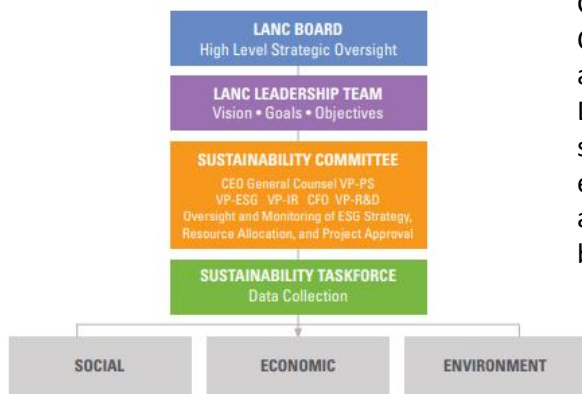 LANC BOARD
High Level Strategic Oversight
LANC LEADERSHIP TEAM
Vision • Goals • Objectives
SUSTAINABILITY COMMITTEE
CEO General Counsel VP-PS
VP-ESG VP-IR CFO VP-R&D
Oversight and Monitoring of ESG Strategy,
Resource Allocation, and Project Approval
SUSTAINABILITY TASKFORCE
Data Collection
SOCIAL
ECONOMIC
ENVIRONMENT